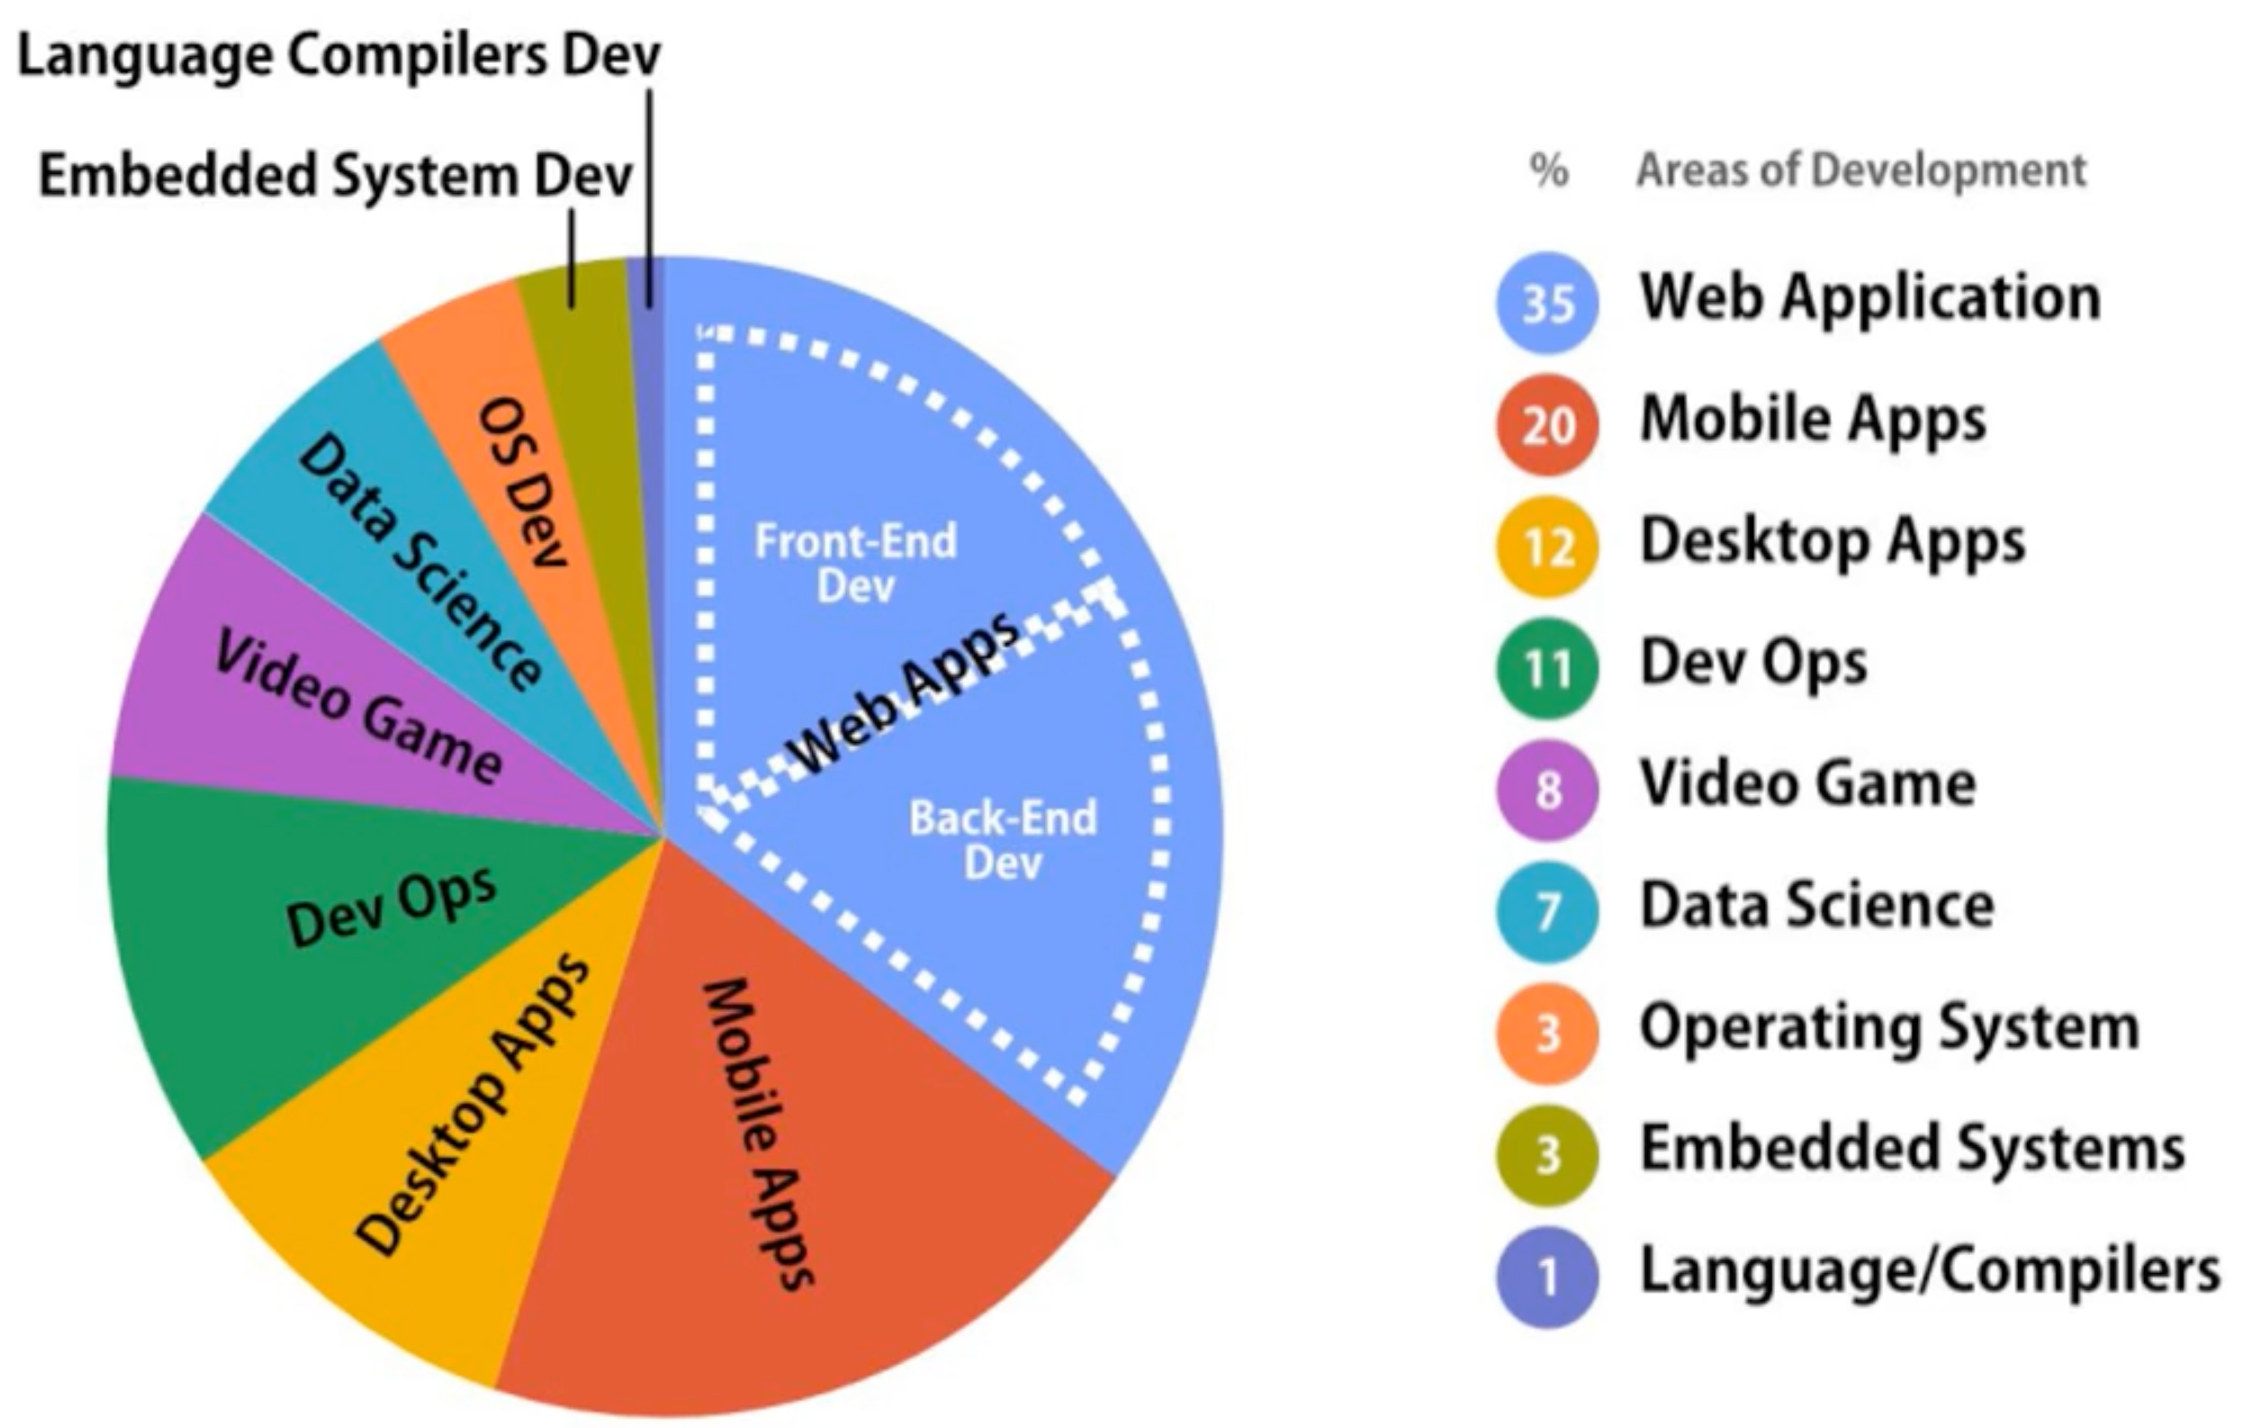 Language Compilers Dev
Embedded System Dev
OS Dev
Data Science
Video Game
Dev Ops
Desktop Apps
Mobile Apps
Front-End
Dev
Web Apps
Back-End
Dev
% Areas of Development
35 Web Application
20 Mobile Apps
12 Desktop Apps
11 Dev Ops
8 Video Game
7 Data Science
3 Operating System
3 Embedded Systems
1 Language/Compilers